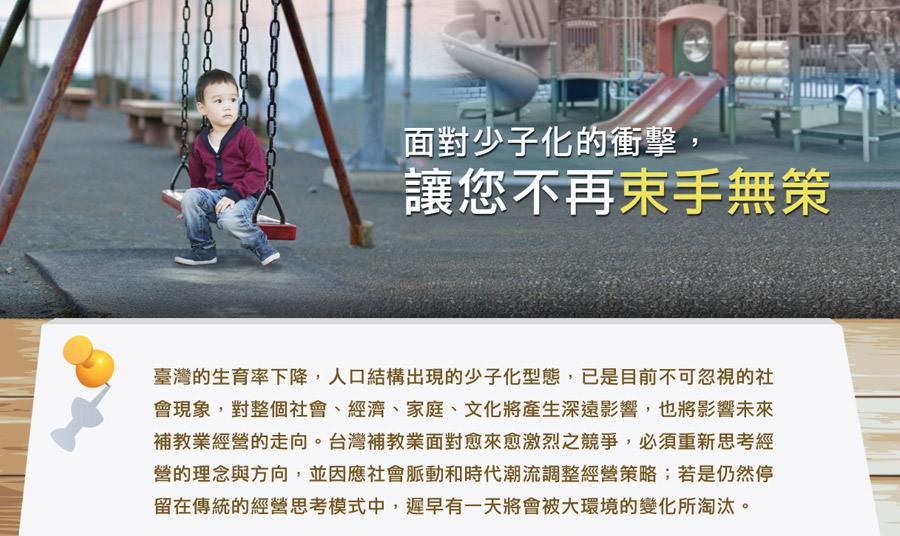 面對少子化的衝擊，
讓您不再束手無策
臺灣的生育率下降，人口結構出現的少子化型態，已是目前不可忽視的社
會現象，對整個社會、經濟、家庭、文化將產生深遠影響，也將影響未來
補教業經營的走向。台灣補教業面對愈來愈激烈之競爭，必須重新思考經
營的理念與方向，並因應社會脈動和時代潮流調整經營策略；若是仍然停
留在傳統的經營思考模式中，遲早有一天將會被大環境的變化所淘汰。